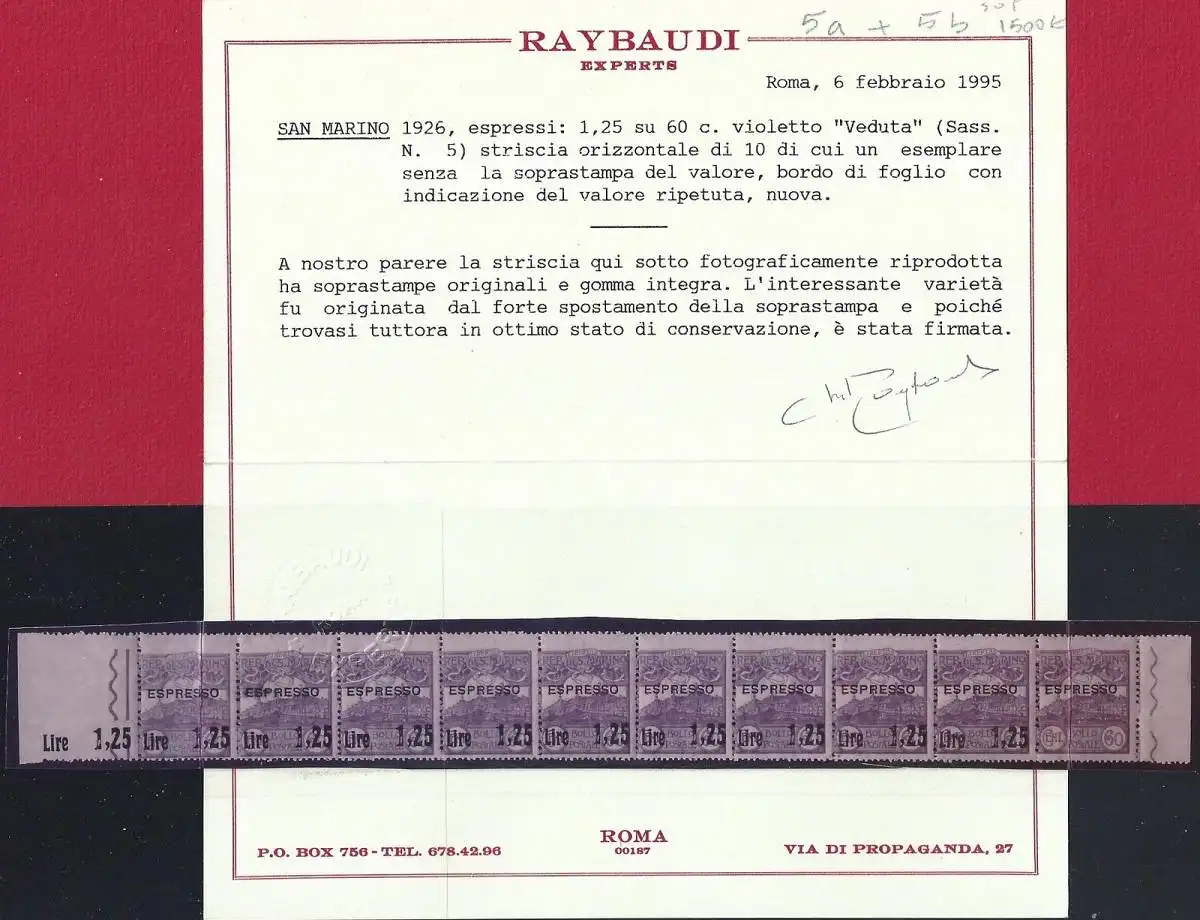 5a + 5b
1500€
RAYBAUDI
EXPERTS
Roma, 6 febbraio 1995
SAN MARINO 1926, espressi: 1,25 su 60 c. violetto "Veduta" (Sass.
N. 5) striscia orizzontale di 10 di cui un esemplare
senza la soprastampa del valore, bordo di foglio con
indicazione del valore ripetuta, nuova.
A nostro parere la striscia qui sotto fotograficamente riprodotta
ha soprastampe originali e gomma integra. L'interessante varietà
fu originata dal forte spostamento della soprastampa e poiché
trovasi tuttora in ottimo stato di conservazione, è stata firmata.
RAYBAUDI
ESPRESSO ESPRESSO ESPRESSO ESPRESSO ESPRESSO ESPRESSO ESPRESSO ESPRESSO ESPRESSO ESPRESSO
Lire 1,25 Lire 1,25 Lire 1,25 Lire 1,25 Lire 1,25 Lire 1,25 Lire 1,25 Lire 1,25 Lire 1,25 Lire 1,25 BOLLO POSTALE 60
P.O. BOX 756 - TEL. 678.42.96
ROMA
00187
VIA DI PROPAGANDA, 27